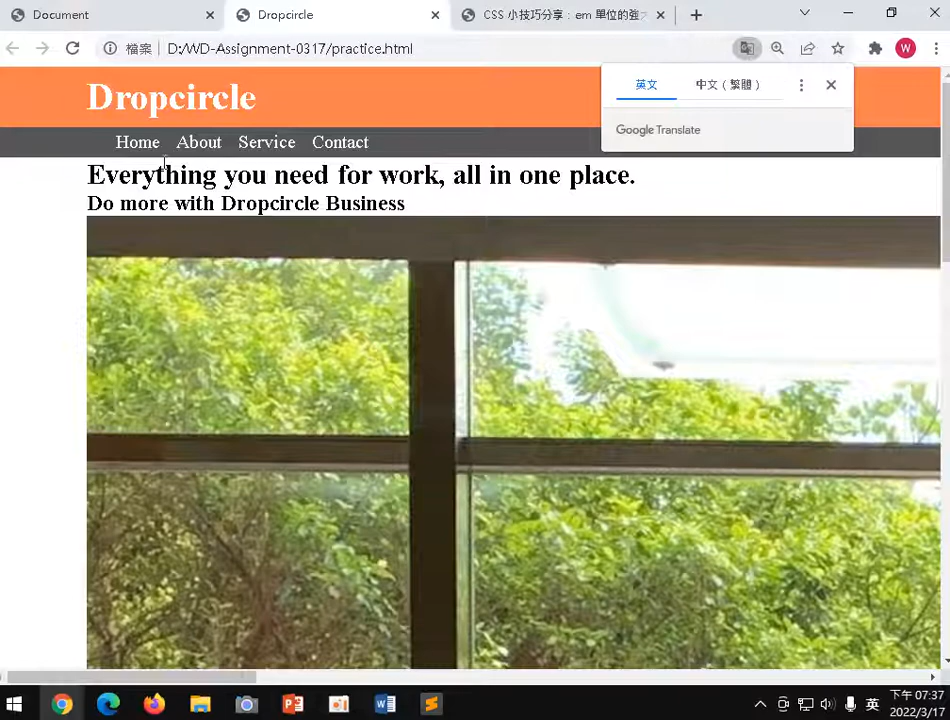 Document
Dropcircle
CSS 小技巧分享：em 單位的強
檔案 D:/WD-Assignment-0317/practice.html
W
英文 中文（繁體）
Google Translate
Dropcircle
Home About Service Contact
Everything you need for work, all in one place.
Do more with Dropcircle Business
英
下午 07:37
2022/3/17